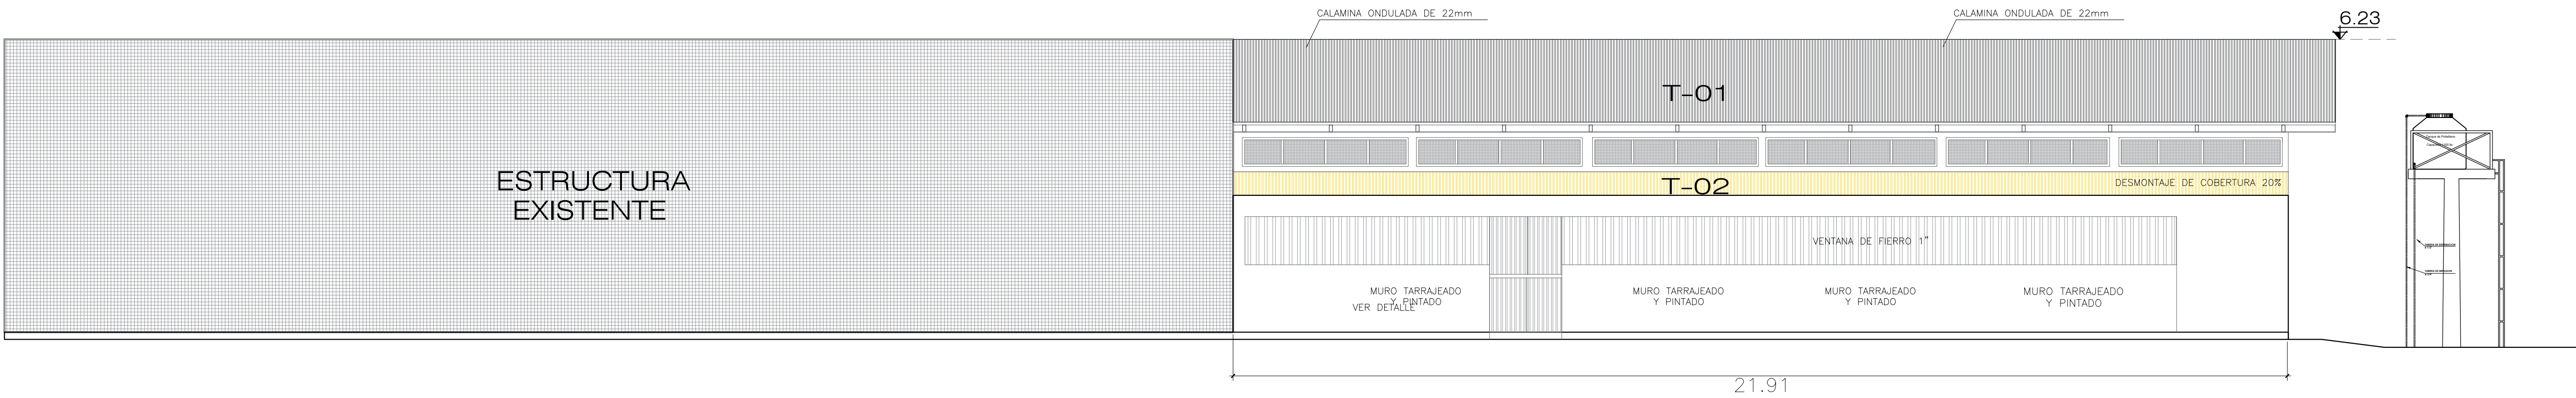 CALAMINA ONDULADA DE 22mm
CALAMINA ONDULADA DE 22mm
6.23
T-01
ESTRUCTURA
EXISTENTE
T-02
DESMONTAJE DE COBERTURA 20%
VENTANA DE FIERRO 1"
MURO TARRAJEADO
Y PINTADO
VER DETALLE
MURO TARRAJEADO
Y PINTADO
MURO TARRAJEADO
Y PINTADO
MURO TARRAJEADO
Y PINTADO
21.91